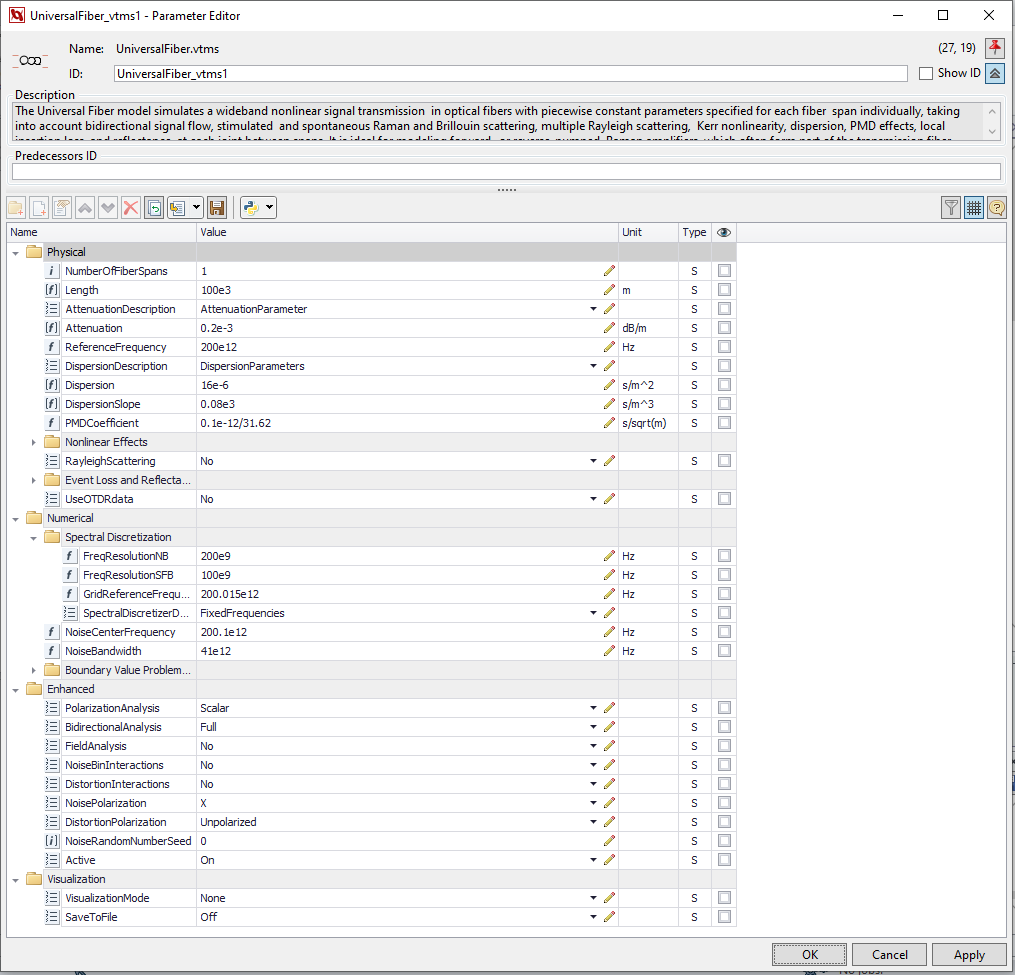 UniversalFiber_vtms1 - Parameter Editor
Name: UniversalFiber.vtms (27, 19)
ID: UniversalFiber_vtms1 Show ID
Description
The Universal Fiber model simulates a wideband nonlinear signal transmission in optical fibers with piecewise constant parameters specified for each fiber span individually, taking
into account bidirectional signal flow, stimulated and spontaneous Raman and Brillouin scattering, multiple Rayleigh scattering, Kerr nonlinearity, dispersion, PMD effects, local
Predecessors ID
Name Value Unit Type
Physical
NumberOfFiberSpans 1 S
Length 100e3 m S
AttenuationDescription AttenuationParameter S
Attenuation 0.2e-3 dB/m S
ReferenceFrequency 200e12 Hz S
DispersionDescription DispersionParameters S
Dispersion 16e-6 s/m^2 S
DispersionSlope 0.08e3 s/m^3 S
PMDCoefficient 0.1e-12/31.62 s/sqrt(m) S
Nonlinear Effects
RayleighScattering No S
Event Loss and Reflecta...
UseOTDRdata No S
Numerical
Spectral Discretization
FreqResolutionNB 200e9 Hz S
FreqResolutionSFB 100e9 Hz S
GridReferenceFrequ... 200.015e12 Hz S
SpectralDiscretizerD... FixedFrequencies S
NoiseCenterFrequency 200.1e12 Hz S
NoiseBandwidth 41e12 Hz S
Boundary Value Problem...
Enhanced
PolarizationAnalysis Scalar S
BidirectionalAnalysis Full S
FieldAnalysis No S
NoiseBinInteractions No S
DistortionInteractions No S
NoisePolarization X S
DistortionPolarization Unpolarized S
NoiseRandomNumberSeed 0 S
Active On S
Visualization
VisualizationMode None S
SaveToFile Off S
OK Cancel Apply